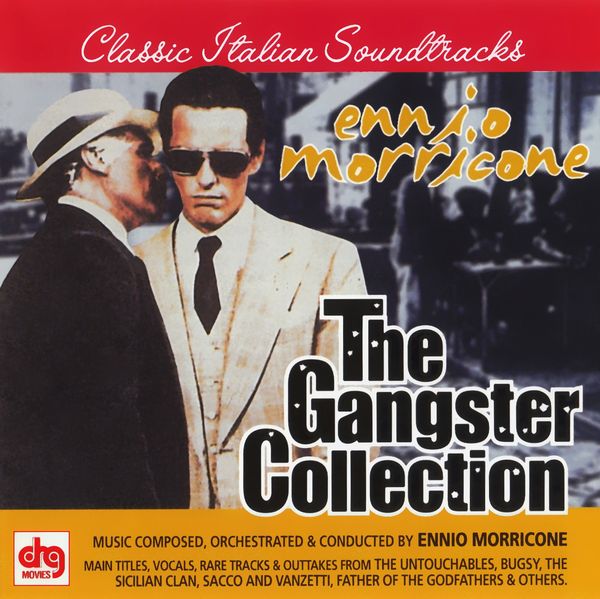 Classic Italian Soundtracks
ennio
morricone
The
Gangster
Collection
MUSIC COMPOSED, ORCHESTRATED & CONDUCTED BY ENNIO MORRICONE
MAIN TITLES, VOCALS, RARE TRACKS & OUTTAKES FROM THE UNTOUCHABLES, BUGSY, THE
SICILIAN CLAN, SACCO AND VANZETTI, FATHER OF THE GODFATHERS & OTHERS.
drg
MOVIES